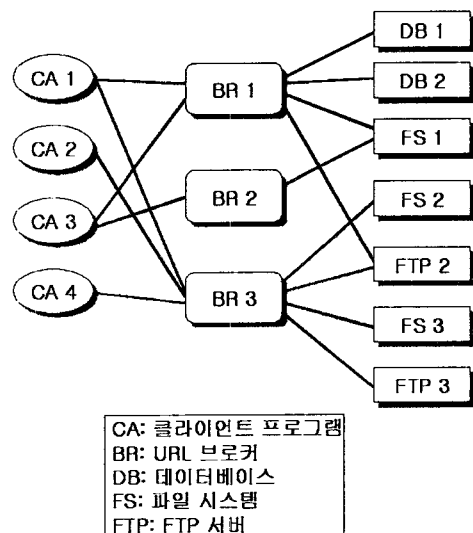 CA 1
CA 2
CA 3
CA 4
BR 1
BR 2
BR 3
DB 1
DB 2
FS 1
FS 2
FTP 2
FS 3
FTP 3
CA: 클라이언트 프로그램
BR: URL 브로커
DB: 데이터베이스
FS: 파일 시스템
FTP: FTP 서버